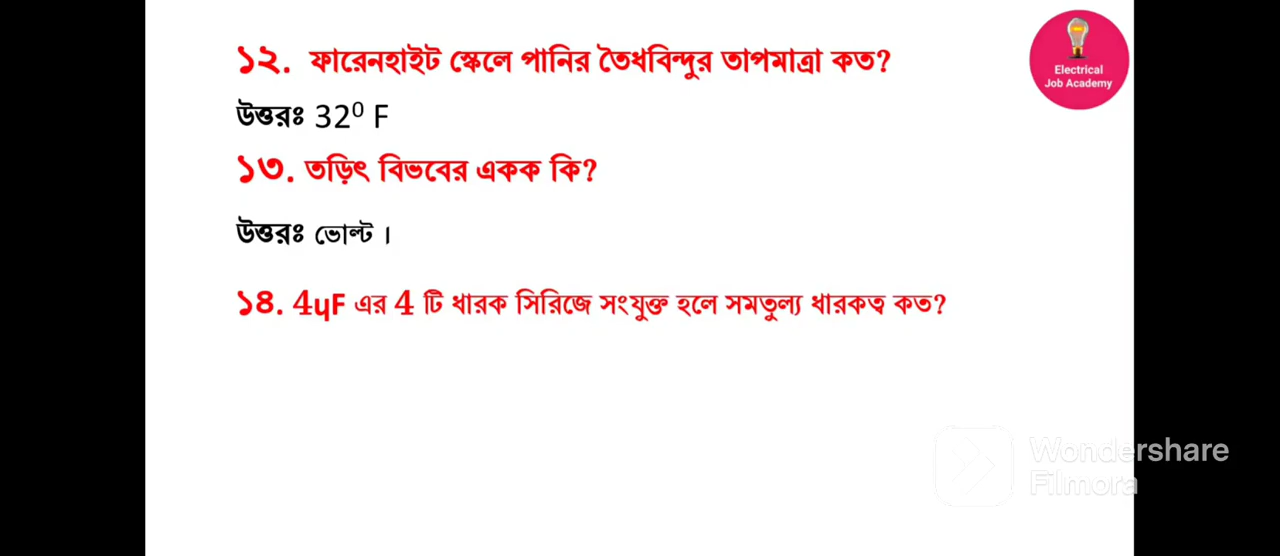 ১২. ফারেনহাইট স্কেলে পানির তৈধবিন্দুর তাপমাত্রা কত?
উত্তরঃ 32⁰ F
১৩. তড়িৎ বিভবের একক কি?
উত্তরঃ ভোল্ট ।
১৪. 4ųF এর 4 টি ধারক সিরিজে সংযুক্ত হলে সমতুল্য ধারকত্ব কত?
Electrical
Job Academy
Wondershare
Filmora